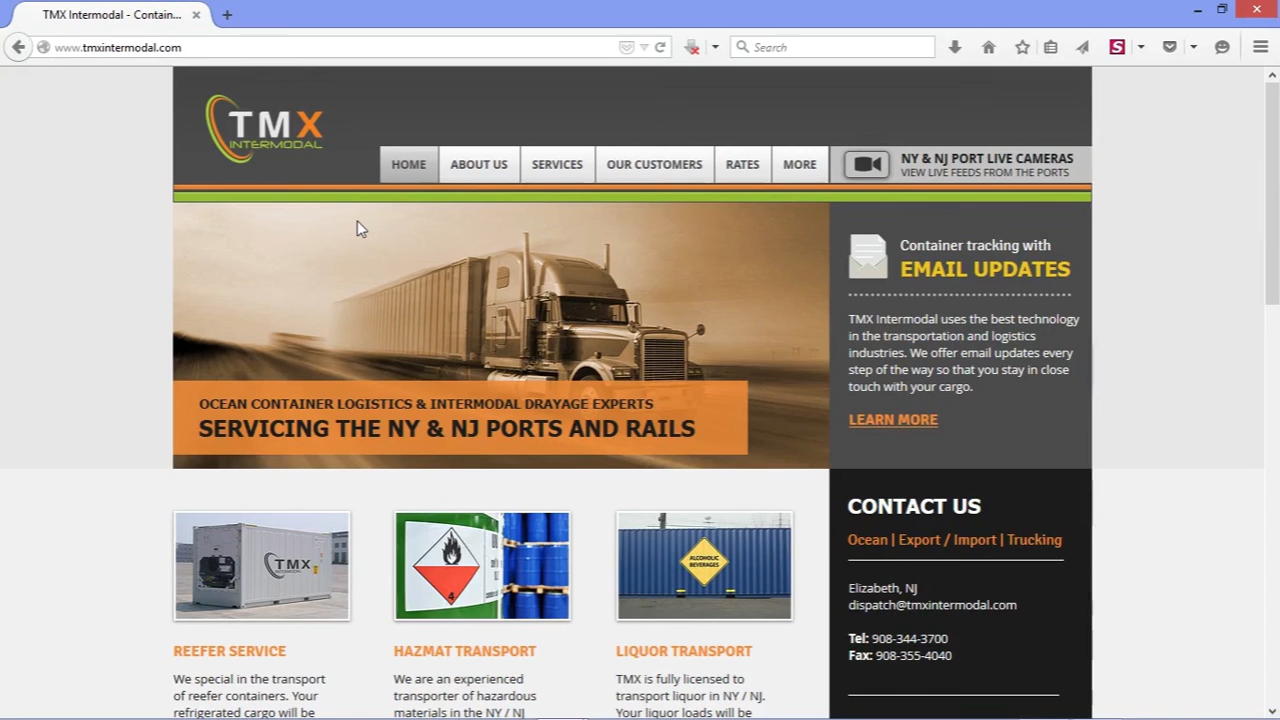 TMX Intermodal - Contain...
www.tmxintermodal.com
Search
S
TMX
INTERMODAL
HOME
ABOUT US
SERVICES
OUR CUSTOMERS
RATES
MORE
NY & NJ PORT LIVE CAMERAS
VIEW LIVE FEEDS FROM THE PORTS
OCEAN CONTAINER LOGISTICS & INTERMODAL DRAYAGE EXPERTS
SERVICING THE NY & NJ PORTS AND RAILS
Container tracking with
EMAIL UPDATES
TMX Intermodal uses the best technology
in the transportation and logistics
industries. We offer email updates every
step of the way so that you stay in close
touch with your cargo.
LEARN MORE
TMX
INTERMODAL
4
ALCOHOLIC
BEVERAGES
REEFER SERVICE
We special in the transport
of reefer containers. Your
refrigerated cargo will be
HAZMAT TRANSPORT
We are an experienced
transporter of hazardous
materials in the NY / NJ
LIQUOR TRANSPORT
TMX is fully licensed to
transport liquor in NY / NJ.
Your liquor loads will be
CONTACT US
Ocean | Export / Import | Trucking
Elizabeth, NJ
dispatch@tmxintermodal.com
Tel: 908-344-3700
Fax: 908-355-4040